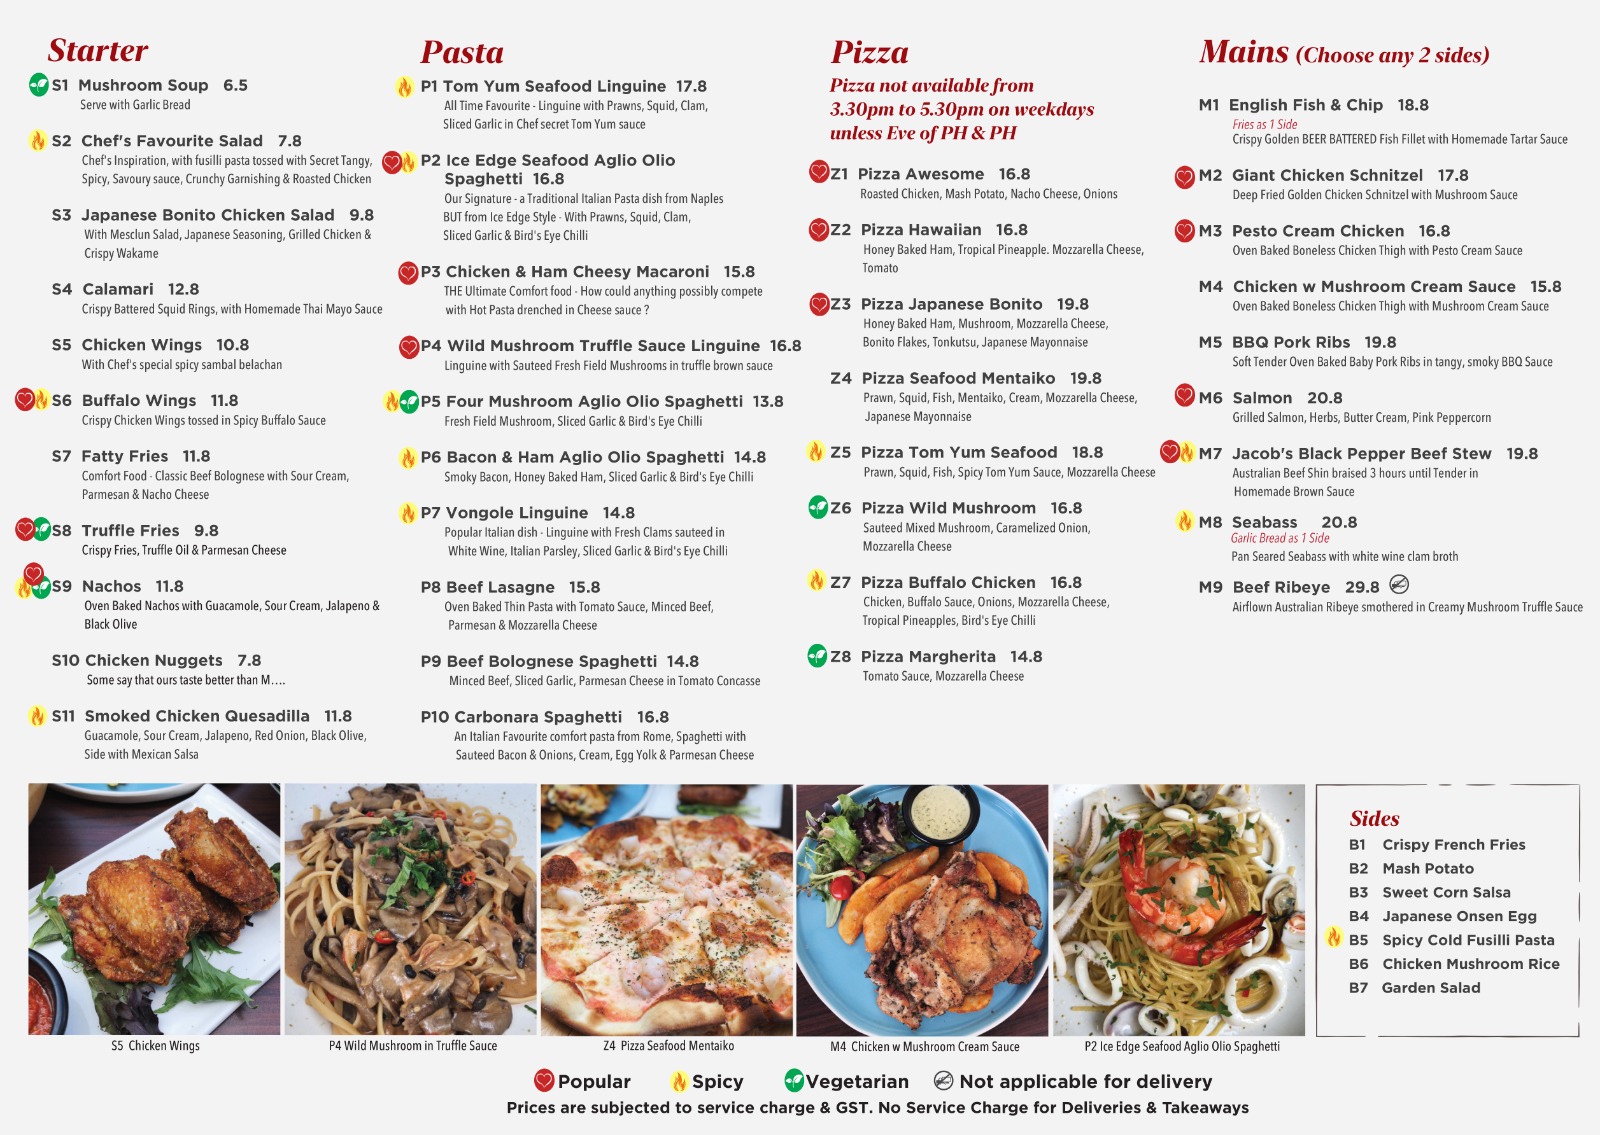 Starter
S1 Mushroom Soup 6.5
Serve with Garlic Bread
S2 Chef's Favourite Salad 7.8
Chef's Inspiration, with fusilli pasta tossed with Secret Tangy,
Spicy, Savoury sauce, Crunchy Garnishing & Roasted Chicken
S3 Japanese Bonito Chicken Salad 9.8
With Mesclun Salad, Japanese Seasoning, Grilled Chicken &
Crispy Wakame
S4 Calamari 12.8
Crispy Battered Squid Rings, with Homemade Thai Mayo Sauce
S5 Chicken Wings 10.8
With Chef's special spicy sambal belachan
S6 Buffalo Wings 11.8
Crispy Chicken Wings tossed in Spicy Buffalo Sauce
S7 Fatty Fries 11.8
Comfort Food - Classic Beef Bolognese with Sour Cream,
Parmesan & Nacho Cheese
S8 Truffle Fries 9.8
Crispy Fries, Truffle Oil & Parmesan Cheese
S9 Nachos 11.8
Oven Baked Nachos with Guacamole, Sour Cream, Jalapeno &
Black Olive
S10 Chicken Nuggets 7.8
Some say that ours taste better than M....
S11 Smoked Chicken Quesadilla 11.8
Guacamole, Sour Cream, Jalapeno, Red Onion, Black Olive,
Side with Mexican Salsa
Pasta
P1 Tom Yum Seafood Linguine 17.8
All Time Favourite - Linguine with Prawns, Squid, Clam,
Sliced Garlic in Chef secret Tom Yum sauce
P2 Ice Edge Seafood Aglio Olio
Spaghetti 16.8
Our Signature - a Traditional Italian Pasta dish from Naples
BUT from Ice Edge Style - With Prawns, Squid, Clam,
Sliced Garlic & Bird's Eye Chilli
P3 Chicken & Ham Cheesy Macaroni 15.8
THE Ultimate Comfort food - How could anything possibly compete
with Hot Pasta drenched in Cheese sauce ?
P4 Wild Mushroom Truffle Sauce Linguine 16.8
Linguine with Sauteed Fresh Field Mushrooms in truffle brown sauce
P5 Four Mushroom Aglio Olio Spaghetti 13.8
Fresh Field Mushroom, Sliced Garlic & Bird's Eye Chilli
P6 Bacon & Ham Aglio Olio Spaghetti 14.8
Smoky Bacon, Honey Baked Ham, Sliced Garlic & Bird's Eye Chilli
P7 Vongole Linguine 14.8
Popular Italian dish - Linguine with Fresh Clams sauteed in
White Wine, Italian Parsley, Sliced Garlic & Bird's Eye Chilli
P8 Beef Lasagne 15.8
Oven Baked Thin Pasta with Tomato Sauce, Minced Beef,
Parmesan & Mozzarella Cheese
P9 Beef Bolognese Spaghetti 14.8
Minced Beef, Sliced Garlic, Parmesan Cheese in Tomato Concasse
P10 Carbonara Spaghetti 16.8
An Italian Favourite comfort pasta from Rome, Spaghetti with
Sauteed Bacon & Onions, Cream, Egg Yolk & Parmesan Cheese
Pizza
Pizza not available from
3.30pm to 5.30pm on weekdays
unless Eve of PH & PH
Z1 Pizza Awesome 16.8
Roasted Chicken, Mash Potato, Nacho Cheese, Onions
Z2 Pizza Hawaiian 16.8
Honey Baked Ham, Tropical Pineapple. Mozzarella Cheese,
Tomato
Z3 Pizza Japanese Bonito 19.8
Honey Baked Ham, Mushroom, Mozzarella Cheese,
Bonito Flakes, Tonkutsu, Japanese Mayonnaise
Z4 Pizza Seafood Mentaiko 19.8
Prawn, Squid, Fish, Mentaiko, Cream, Mozzarella Cheese,
Japanese Mayonnaise
Z5 Pizza Tom Yum Seafood 18.8
Prawn, Squid, Fish, Spicy Tom Yum Sauce, Mozzarella Cheese
Z6 Pizza Wild Mushroom 16.8
Sauteed Mixed Mushroom, Caramelized Onion,
Mozzarella Cheese
Z7 Pizza Buffalo Chicken 16.8
Chicken, Buffalo Sauce, Onions, Mozzarella Cheese,
Tropical Pineapples, Bird's Eye Chilli
Z8 Pizza Margherita 14.8
Tomato Sauce, Mozzarella Cheese
Mains (Choose any 2 sides)
M1 English Fish & Chip 18.8
Fries as 1 Side
Crispy Golden BEER BATTERED Fish Fillet with Homemade Tartar Sauce
M2 Giant Chicken Schnitzel 17.8
Deep Fried Golden Chicken Schnitzel with Mushroom Sauce
M3 Pesto Cream Chicken 16.8
Oven Baked Boneless Chicken Thigh with Pesto Cream Sauce
M4 Chicken w Mushroom Cream Sauce 15.8
Oven Baked Boneless Chicken Thigh with Mushroom Cream Sauce
M5 BBQ Pork Ribs 19.8
Soft Tender Oven Baked Baby Pork Ribs in tangy, smoky BBQ Sauce
M6 Salmon 20.8
Grilled Salmon, Herbs, Butter Cream, Pink Peppercorn
M7 Jacob's Black Pepper Beef Stew 19.8
Australian Beef Shin braised 3 hours until Tender in
Homemade Brown Sauce
M8 Seabass 20.8
Garlic Bread as 1 Side
Pan Seared Seabass with white wine clam broth
M9 Beef Ribeye 29.8
Airflown Australian Ribeye smothered in Creamy Mushroom Truffle Sauce
Sides
B1 Crispy French Fries
B2 Mash Potato
B3 Sweet Corn Salsa
B4 Japanese Onsen Egg
B5 Spicy Cold Fusilli Pasta
B6 Chicken Mushroom Rice
B7 Garden Salad
S5 Chicken Wings
P4 Wild Mushroom in Truffle Sauce
Z4 Pizza Seafood Mentaiko
M4 Chicken w Mushroom Cream Sauce
P2 Ice Edge Seafood Aglio Olio Spaghetti
Popular Spicy Vegetarian Not applicable for delivery
Prices are subjected to service charge & GST. No Service Charge for Deliveries & Takeaways